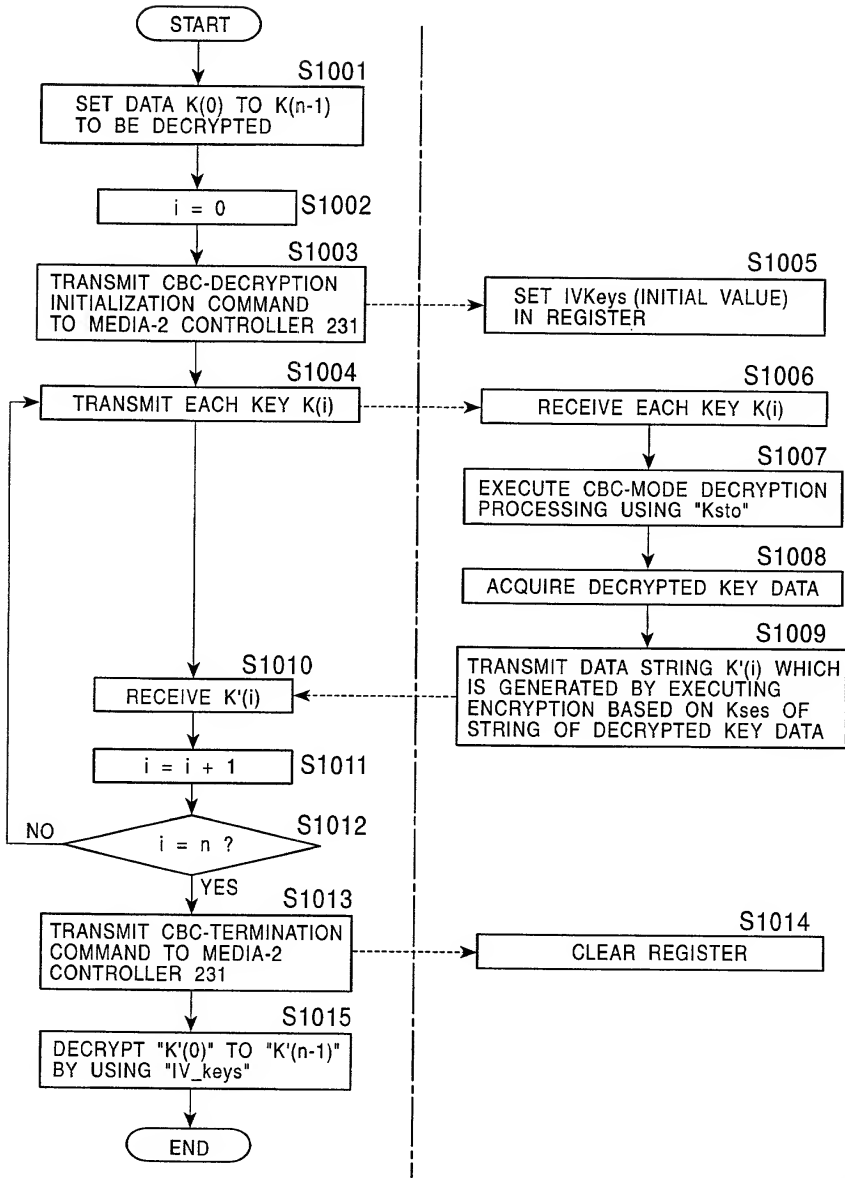 START
S1001
SET DATA K(0) TO K(n-1)
TO BE DECRYPTED
i = 0
S1002
S1003
TRANSMIT CBC-DECRYPTION
INITIALIZATION COMMAND
TO MEDIA-2 CONTROLLER 231
S1005
SET IVKeys (INITIAL VALUE)
IN REGISTER
S1004
TRANSMIT EACH KEY K(i)
S1006
RECEIVE EACH KEY K(i)
S1007
EXECUTE CBC-MODE DECRYPTION
PROCESSING USING "Ksto"
S1008
ACQUIRE DECRYPTED KEY DATA
S1009
TRANSMIT DATA STRING K'(i) WHICH
IS GENERATED BY EXECUTING
ENCRYPTION BASED ON Kses OF
STRING OF DECRYPTED KEY DATA
S1010
RECEIVE K'(i)
i = i + 1
S1011
S1012
i = n ?
NO
YES
S1013
TRANSMIT CBC-TERMINATION
COMMAND TO MEDIA-2
CONTROLLER 231
S1014
CLEAR REGISTER
S1015
DECRYPT "K'(0)" TO "K'(n-1)"
BY USING "IV_keys"
END